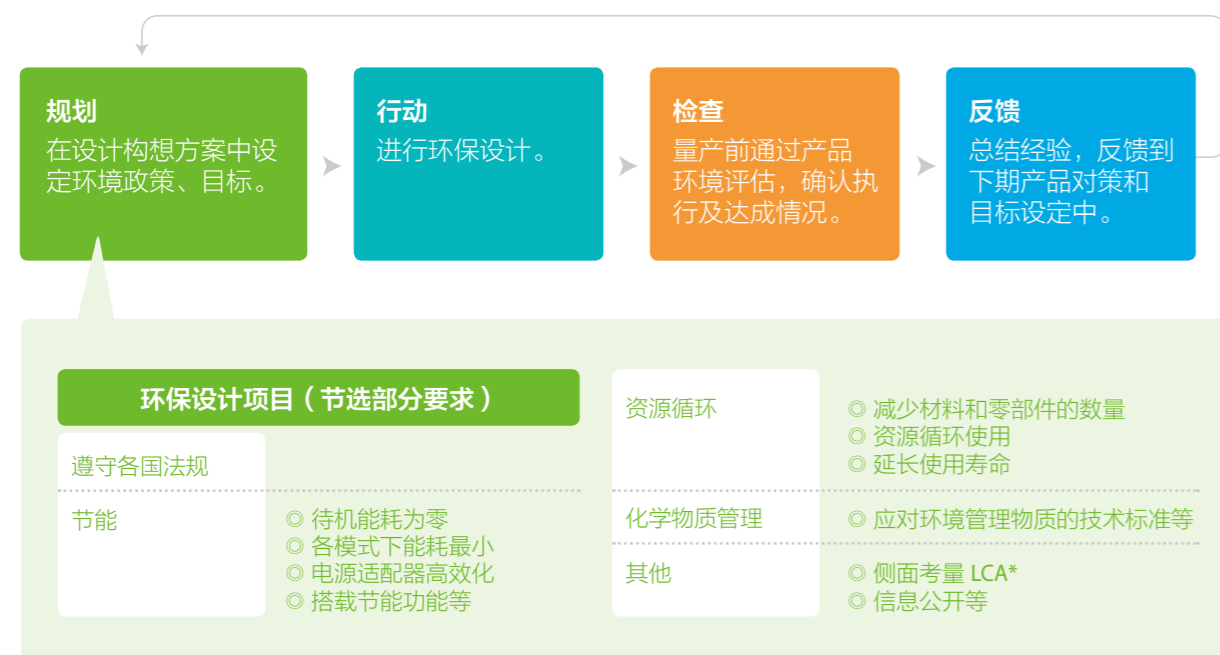 规划
在设计构想方案中设
定环境政策、目标。
行动
进行环保设计。
检查
量产前通过产品
环境评估，确认执
行及达成情况。
反馈
总结经验，反馈到
下期产品对策和
目标设定中。
环保设计项目（节选部分要求）
遵守各国法规
节能
◎ 待机能耗为零
◎ 各模式下能耗最小
◎ 电源适配器高效化
◎ 搭载节能功能等
资源循环
◎ 减少材料和零部件的数量
◎ 资源循环使用
◎ 延长使用寿命
化学物质管理
◎ 应对环境管理物质的技术标准等
其他
◎ 侧面考量 LCA*
◎ 信息公开等